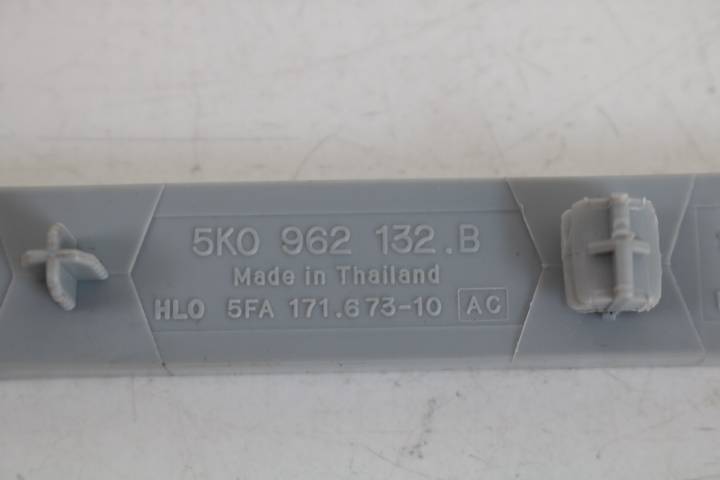 5K0 962 132.B
Made in Thailand
HLO 5FA 171.673-10 AC